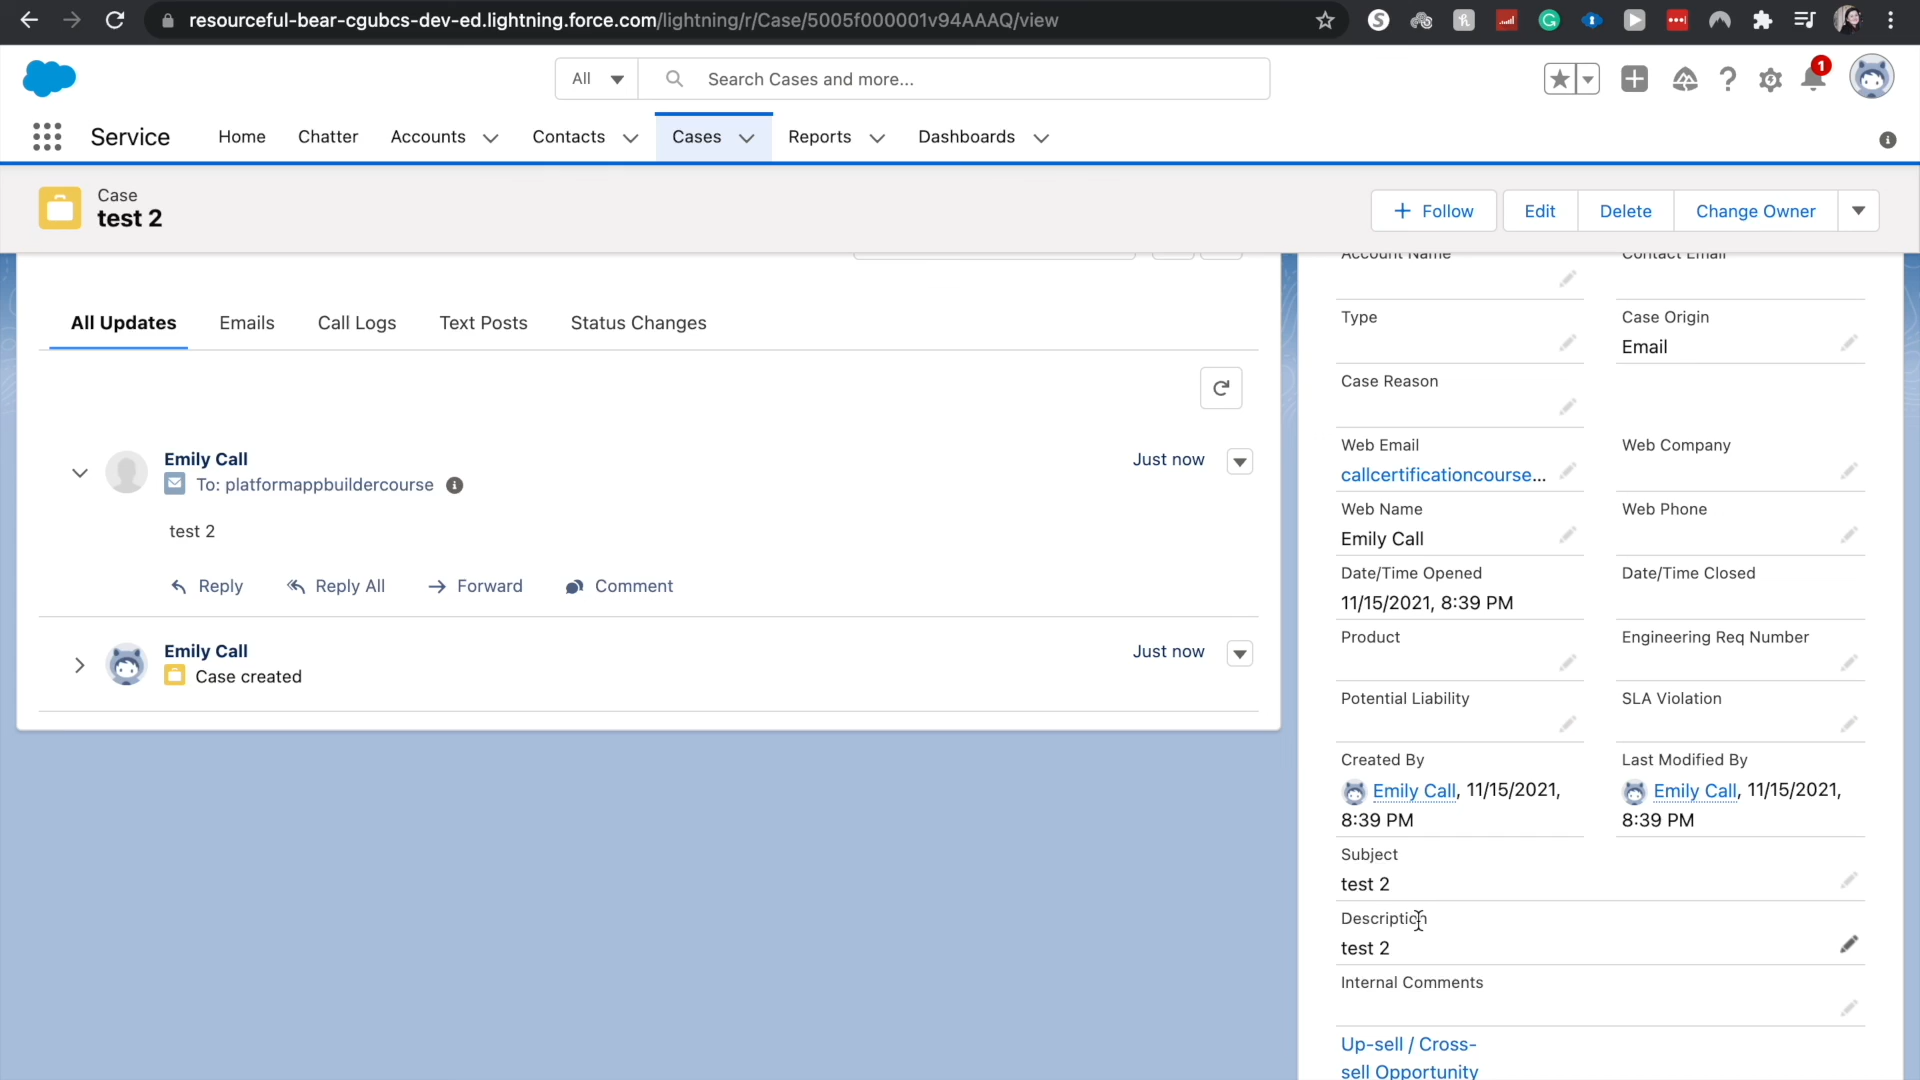 resourceful-bear-cgubcs-dev-ed.lightning.force.com/lightning/r/Case/5005f000001v94AAAQ/view
All
Search Cases and more...
1
Service
Home
Chatter
Accounts
Contacts
Cases
Reports
Dashboards
Case
test 2
Follow
Edit
Delete
Change Owner
All Updates
Emails
Call Logs
Text Posts
Status Changes
Emily Call
Just now
To: platformappbuildercourse
test 2
Reply
Reply All
Forward
Comment
Emily Call
Just now
Case created
Account Name
Contact Email
Type
Case Origin
Email
Case Reason
Web Email
callcertificationcourse...
Web Company
Web Name
Emily Call
Web Phone
Date/Time Opened
11/15/2021, 8:39 PM
Date/Time Closed
Product
Engineering Req Number
Potential Liability
SLA Violation
Created By
Emily Call, 11/15/2021,
8:39 PM
Last Modified By
Emily Call, 11/15/2021,
8:39 PM
Subject
test 2
Description
test 2
Internal Comments
Up-sell / Cross-
sell Opportunity